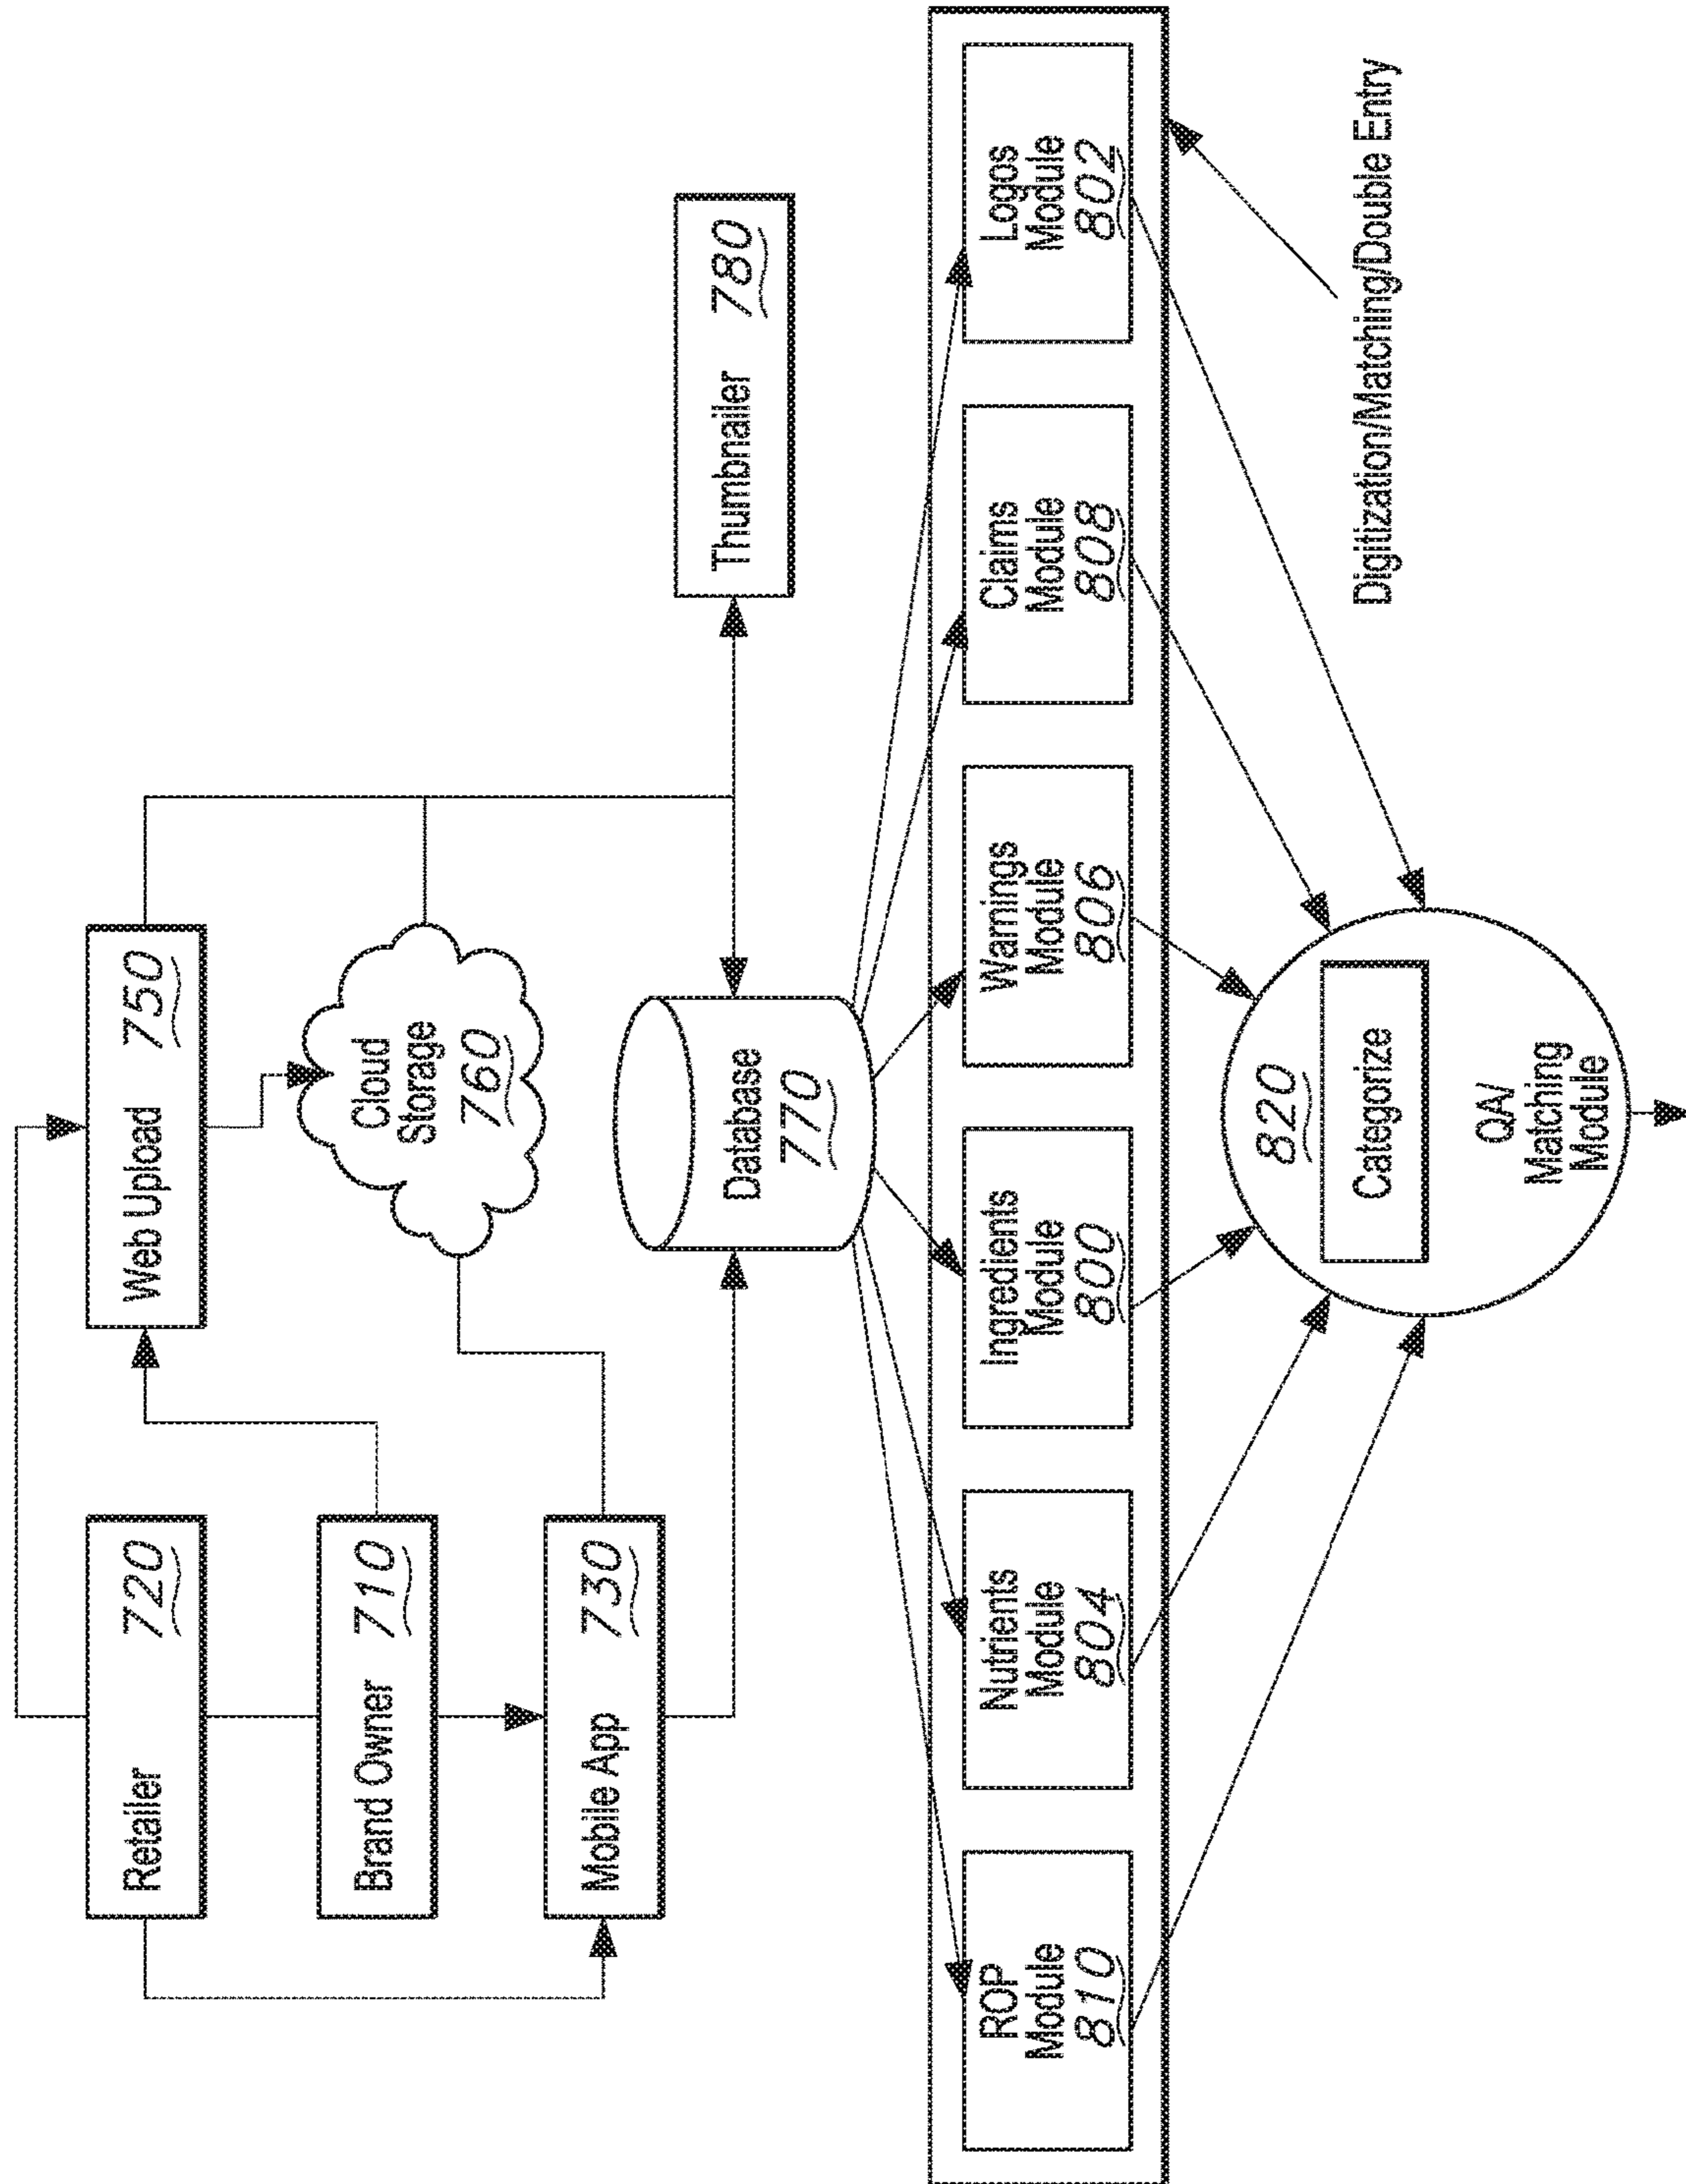 Retailer 720
Brand Owner 710
Mobile App 730
Web Upload 750
Cloud
Storage
760
Database
770
Thumbnailer 780
ROP
Module
810
Nutrients
Module
804
Ingredients
Module
800
Warnings
Module
806
Claims
Module
808
Logos
Module
802
Digitization/Matching/Double Entry
820
Categorize
QA/
Matching
Module